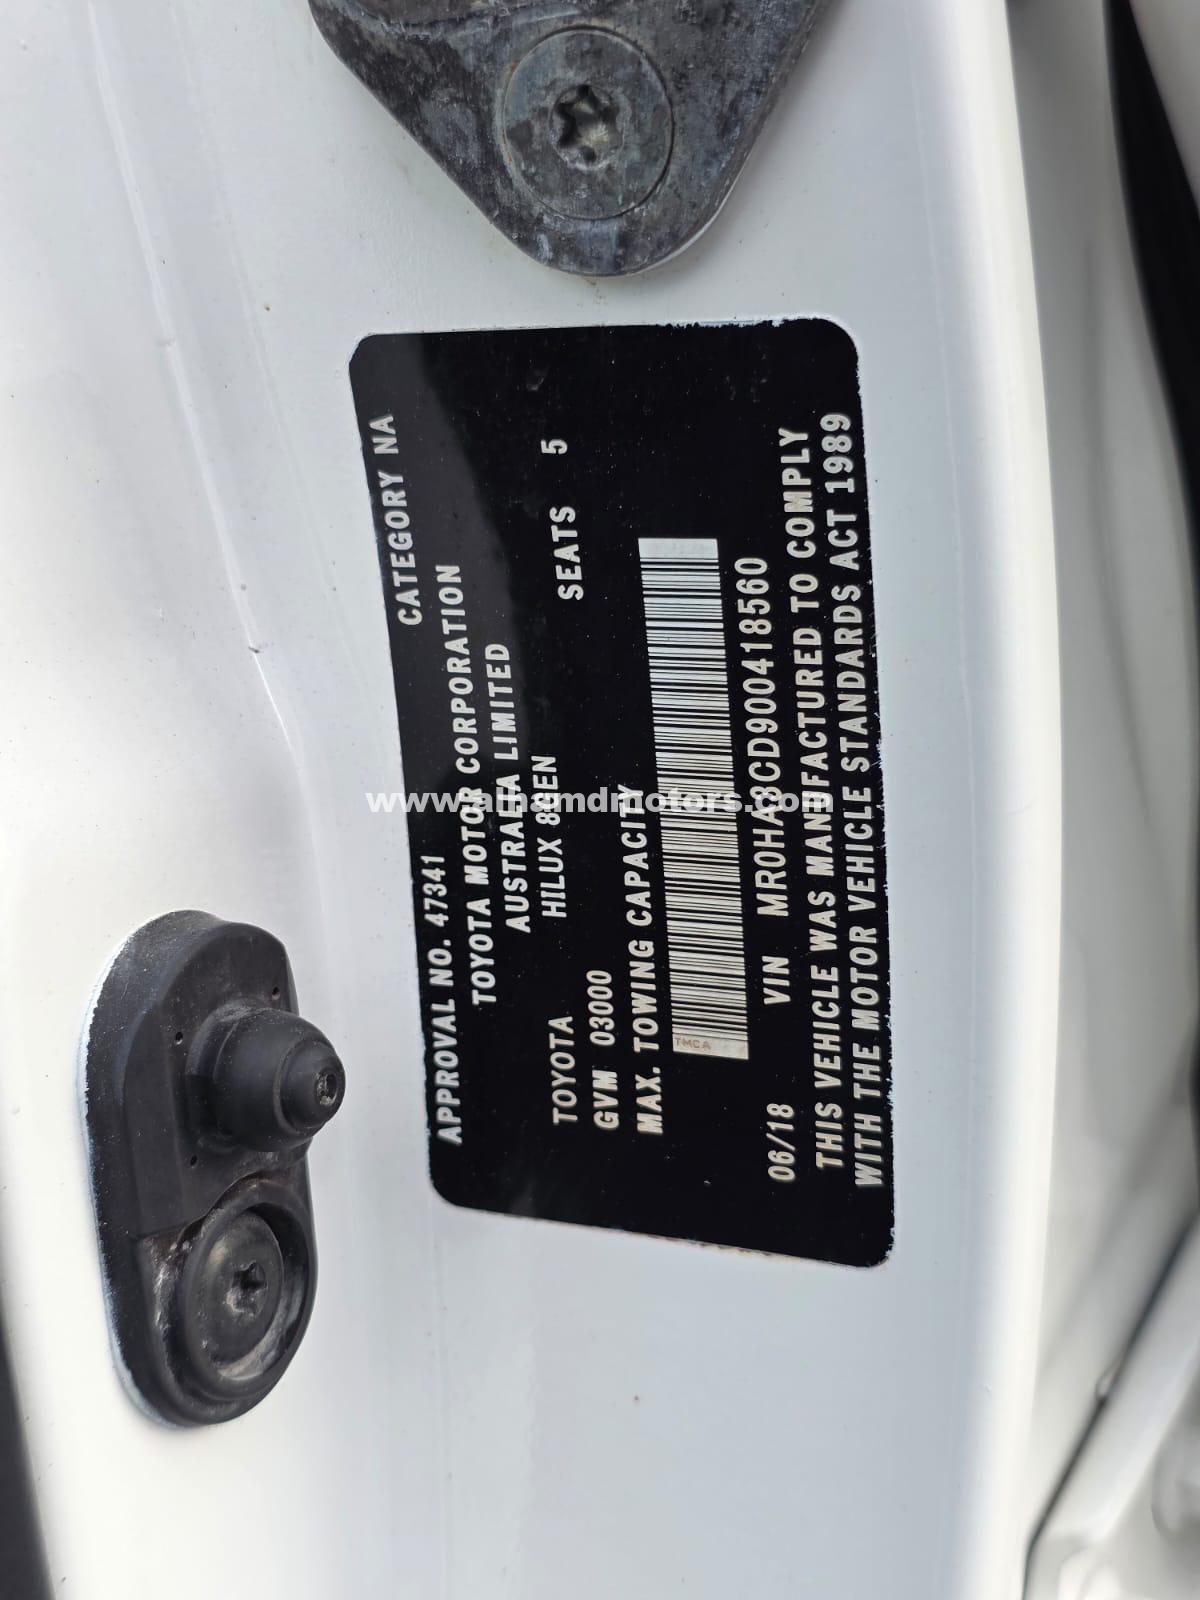 APPROVAL NO. 47341 CATEGORY NA
TOYOTA MOTOR CORPORATION
AUSTRALIA LIMITED
TOYOTA HILUX 8GEN
GVM 03000 SEATS 5
MAX. TOWING CAPACITY
TMCA
06/18 VIN MR0HA8CD900418560
THIS VEHICLE WAS MANUFACTURED TO COMPLY
WITH THE MOTOR VEHICLE STANDARDS ACT 1989
www.alhamdmotors.com